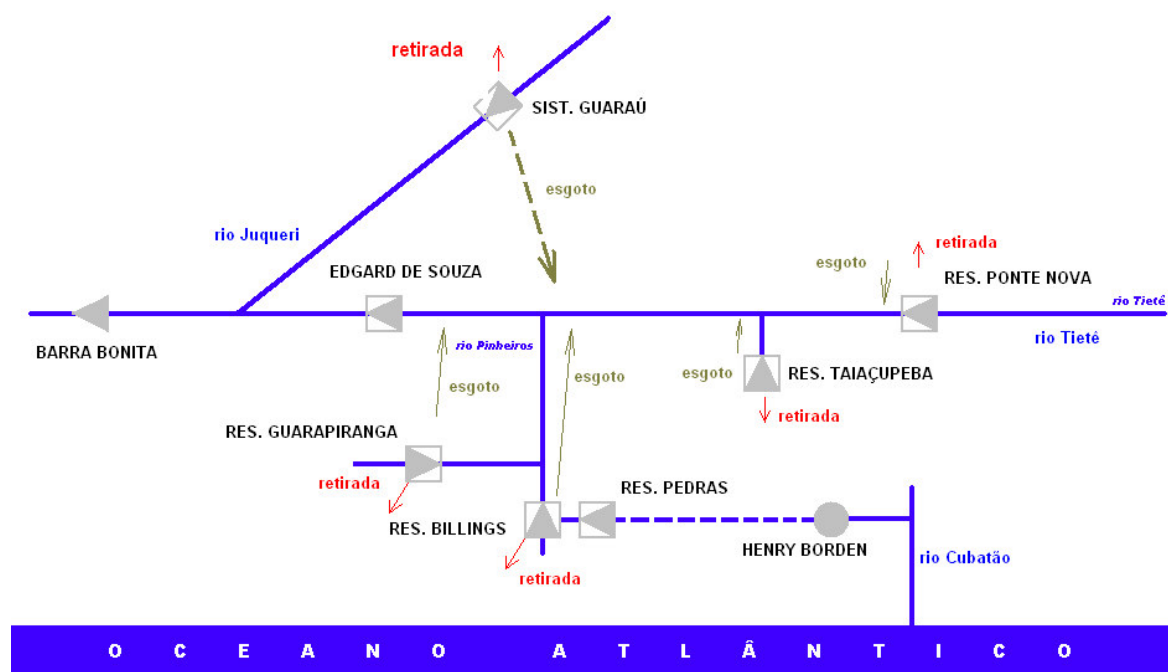 retirada
SIST. GUARAÚ
esgoto
rio Juqueri
EDGARD DE SOUZA
esgoto
retirada
RES. PONTE NOVA
rio Tietê
BARRA BONITA
rio Pinheiros
rio Tietê
esgoto
esgoto
esgoto
RES. TAIAÇUPEBA
retirada
RES. GUARAPIRANGA
retirada
RES. PEDRAS
RES. BILLINGS
HENRY BORDEN
rio Cubatão
retirada
OCEANO ATLÂNTICO